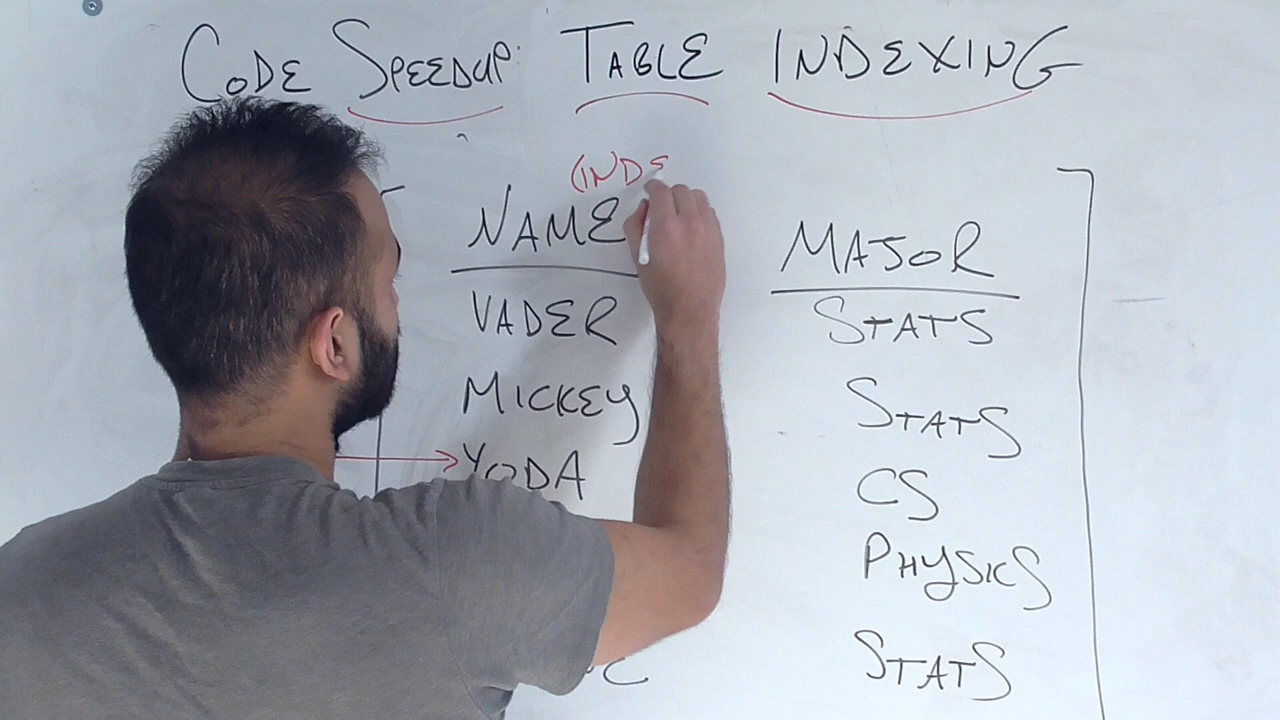 CODE SPEEDUP: TABLE INDEXING
(INDE
NAME MAJOR
VADER STATS
MICKEY STATS
YODA CS
PHYSICS
STATS